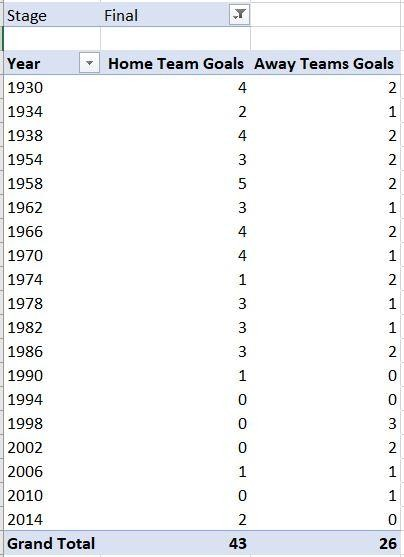 Stage Final
Year Home Team Goals Away Teams Goals
1930 4 2
1934 2 1
1938 4 2
1954 3 2
1958 5 2
1962 3 1
1966 4 2
1970 4 1
1974 1 2
1978 3 1
1982 3 1
1986 3 2
1990 1 0
1994 0 0
1998 0 3
2002 0 2
2006 1 1
2010 0 1
2014 2 0
Grand Total 43 26